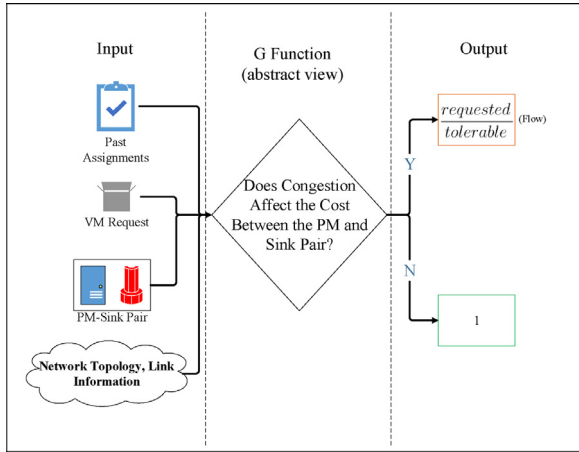 Input
G Function
(abstract view)
Output
Past
Assignments
VM Request
PM-Sink Pair
Network Topology, Link
Information
Does Congestion
Affect the Cost
Between the PM and
Sink Pair?
Y
N
requested
tolerable
(Flow)
1